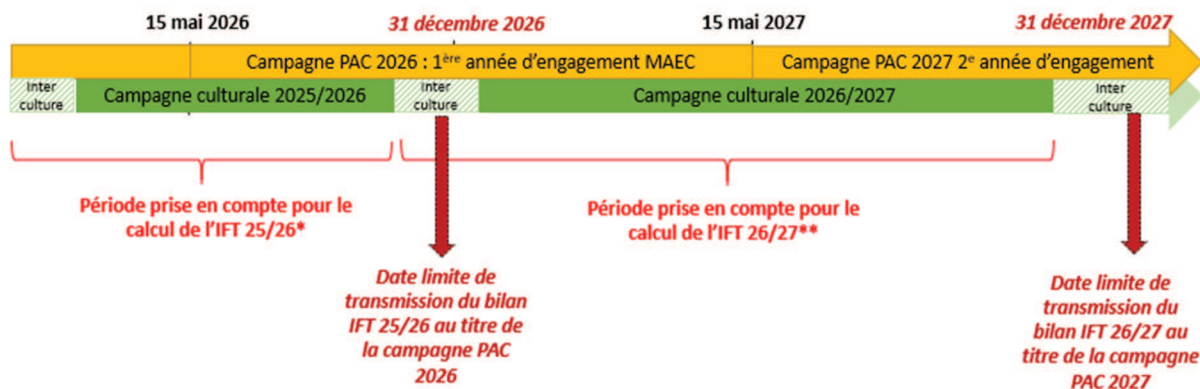 15 mai 2026
31 décembre 2026
15 mai 2027
31 décembre 2027
Campagne PAC 2026 : 1ère année d’engagement MAEC
Campagne PAC 2027 2e année d’engagement
Inter
culture
Campagne culturale 2025/2026
Inter
culture
Campagne culturale 2026/2027
Inter
culture
Période prise en compte pour le
calcul de l’IFT 25/26*
Période prise en compte pour le
calcul de l’IFT 26/27**
Date limite de
transmission du bilan
IFT 25/26 au titre de
la campagne PAC
2026
Date limite de
transmission du
bilan IFT 26/27 au
titre de la campagne
PAC 2027